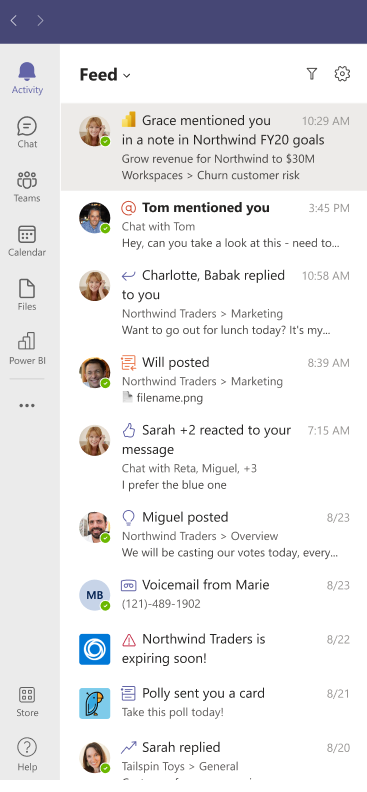 Activity
Chat
Teams
Calendar
Files
Power BI
Store
Help
Feed
Grace mentioned you
10:29 AM
in a note in Northwind FY20 goals
Grow revenue for Northwind to $30M
Workspaces > Churn customer risk
Tom mentioned you
3:45 PM
Chat with Tom
Hey, can you take a look at this - need to...
Charlotte, Babak replied
10:58 AM
to you
Northwind Traders > Marketing
Want to go out for lunch today? It's my...
Will posted
8:39 AM
Northwind Traders > Marketing
filename.png
Sarah +2 reacted to your
7:15 AM
message
Chat with Reta, Miguel, +3
I prefer the blue one
Miguel posted
8/23
Northwind Traders > Overview
We will be casting our votes today, every...
MB
Voicemail from Marie
8/23
(121)-489-1902
Northwind Traders is
8/22
expiring soon!
Polly sent you a card
8/21
Take this poll today!
Sarah replied
8/20
Tailspin Toys > General